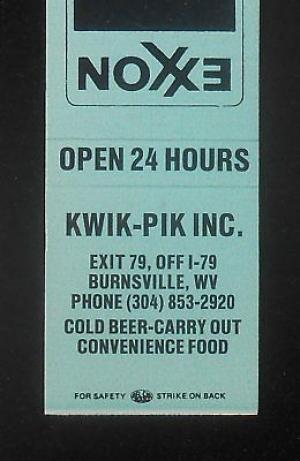 EXXON
OPEN 24 HOURS
KWIK-PIK INC.
EXIT 79, OFF I-79
BURNSVILLE, WV
PHONE (304) 853-2920
COLD BEER-CARRY OUT
CONVENIENCE FOOD
FOR SAFETY STRIKE ON BACK